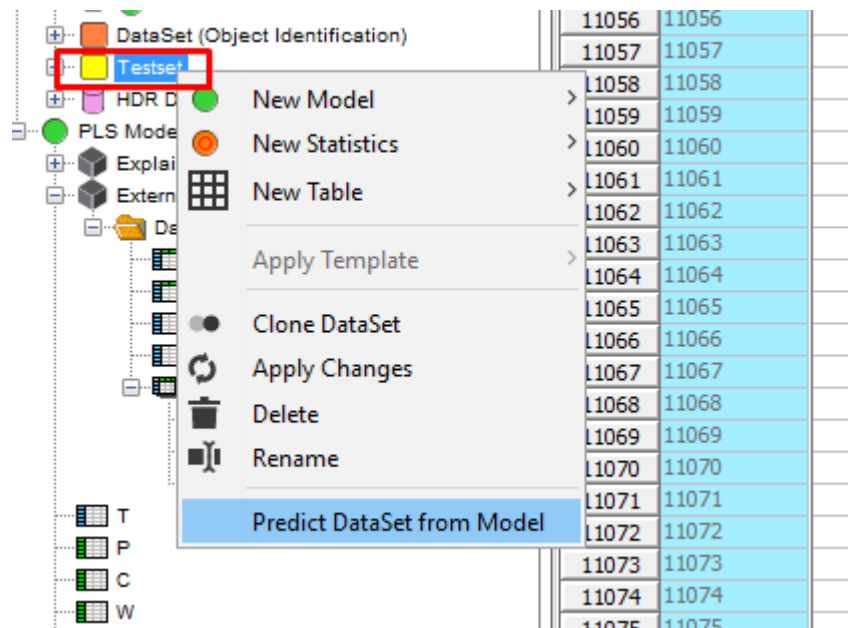 DataSet (Object Identification)
Testset
HDR D
PLS Mode
Explai
Extern
Da
T
P
C
W
New Model
New Statistics
New Table
Apply Template
Clone DataSet
Apply Changes
Delete
Rename
Predict DataSet from Model
11056 11056
11057 11057
11058 11058
11059 11059
11060 11060
11061 11061
11062 11062
11063 11063
11064 11064
11065 11065
11066 11066
11067 11067
11068 11068
11069 11069
11070 11070
11071 11071
11072 11072
11073 11073
11074 11074
11075 11075